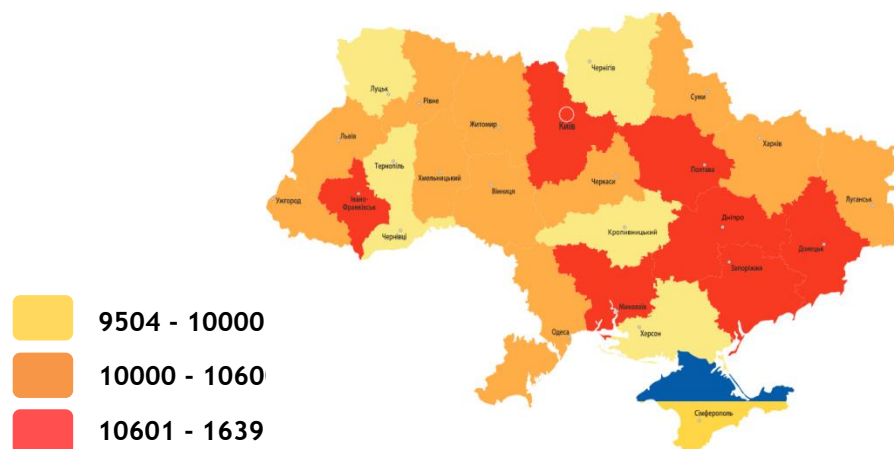 Чернігів
Луцьк
Рівне
Суми
Житомир
Київ
Львів
Харків
Тернопіль
Полтава
Хмельницький
Черкаси
Вінниця
Ужгород
Івано-
Франківськ
Луганськ
Чернівці
Кропивницький
Дніпро
Донецьк
Запоріжжя
Миколаїв
Одеса
Херсон
Сімферополь
9504 - 10000
10000 - 1060
10601 - 1639